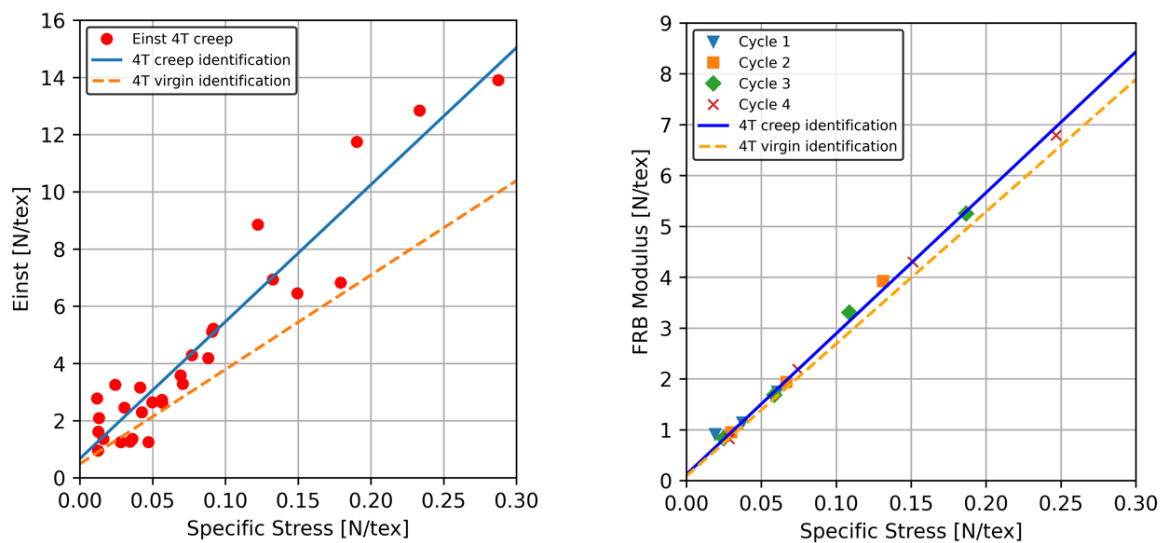 16
14
12
10
8
6
4
2
0
Einst [N/tex]
Einst 4T creep
4T creep identification
4T virgin identification
0.00 0.05 0.10 0.15 0.20 0.25 0.30
Specific Stress [N/tex]
9
8
7
6
5
4
3
2
1
0
FRB Modulus [N/tex]
Cycle 1
Cycle 2
Cycle 3
Cycle 4
4T creep identification
4T virgin identification
0.00 0.05 0.10 0.15 0.20 0.25 0.30
Specific Stress [N/tex]